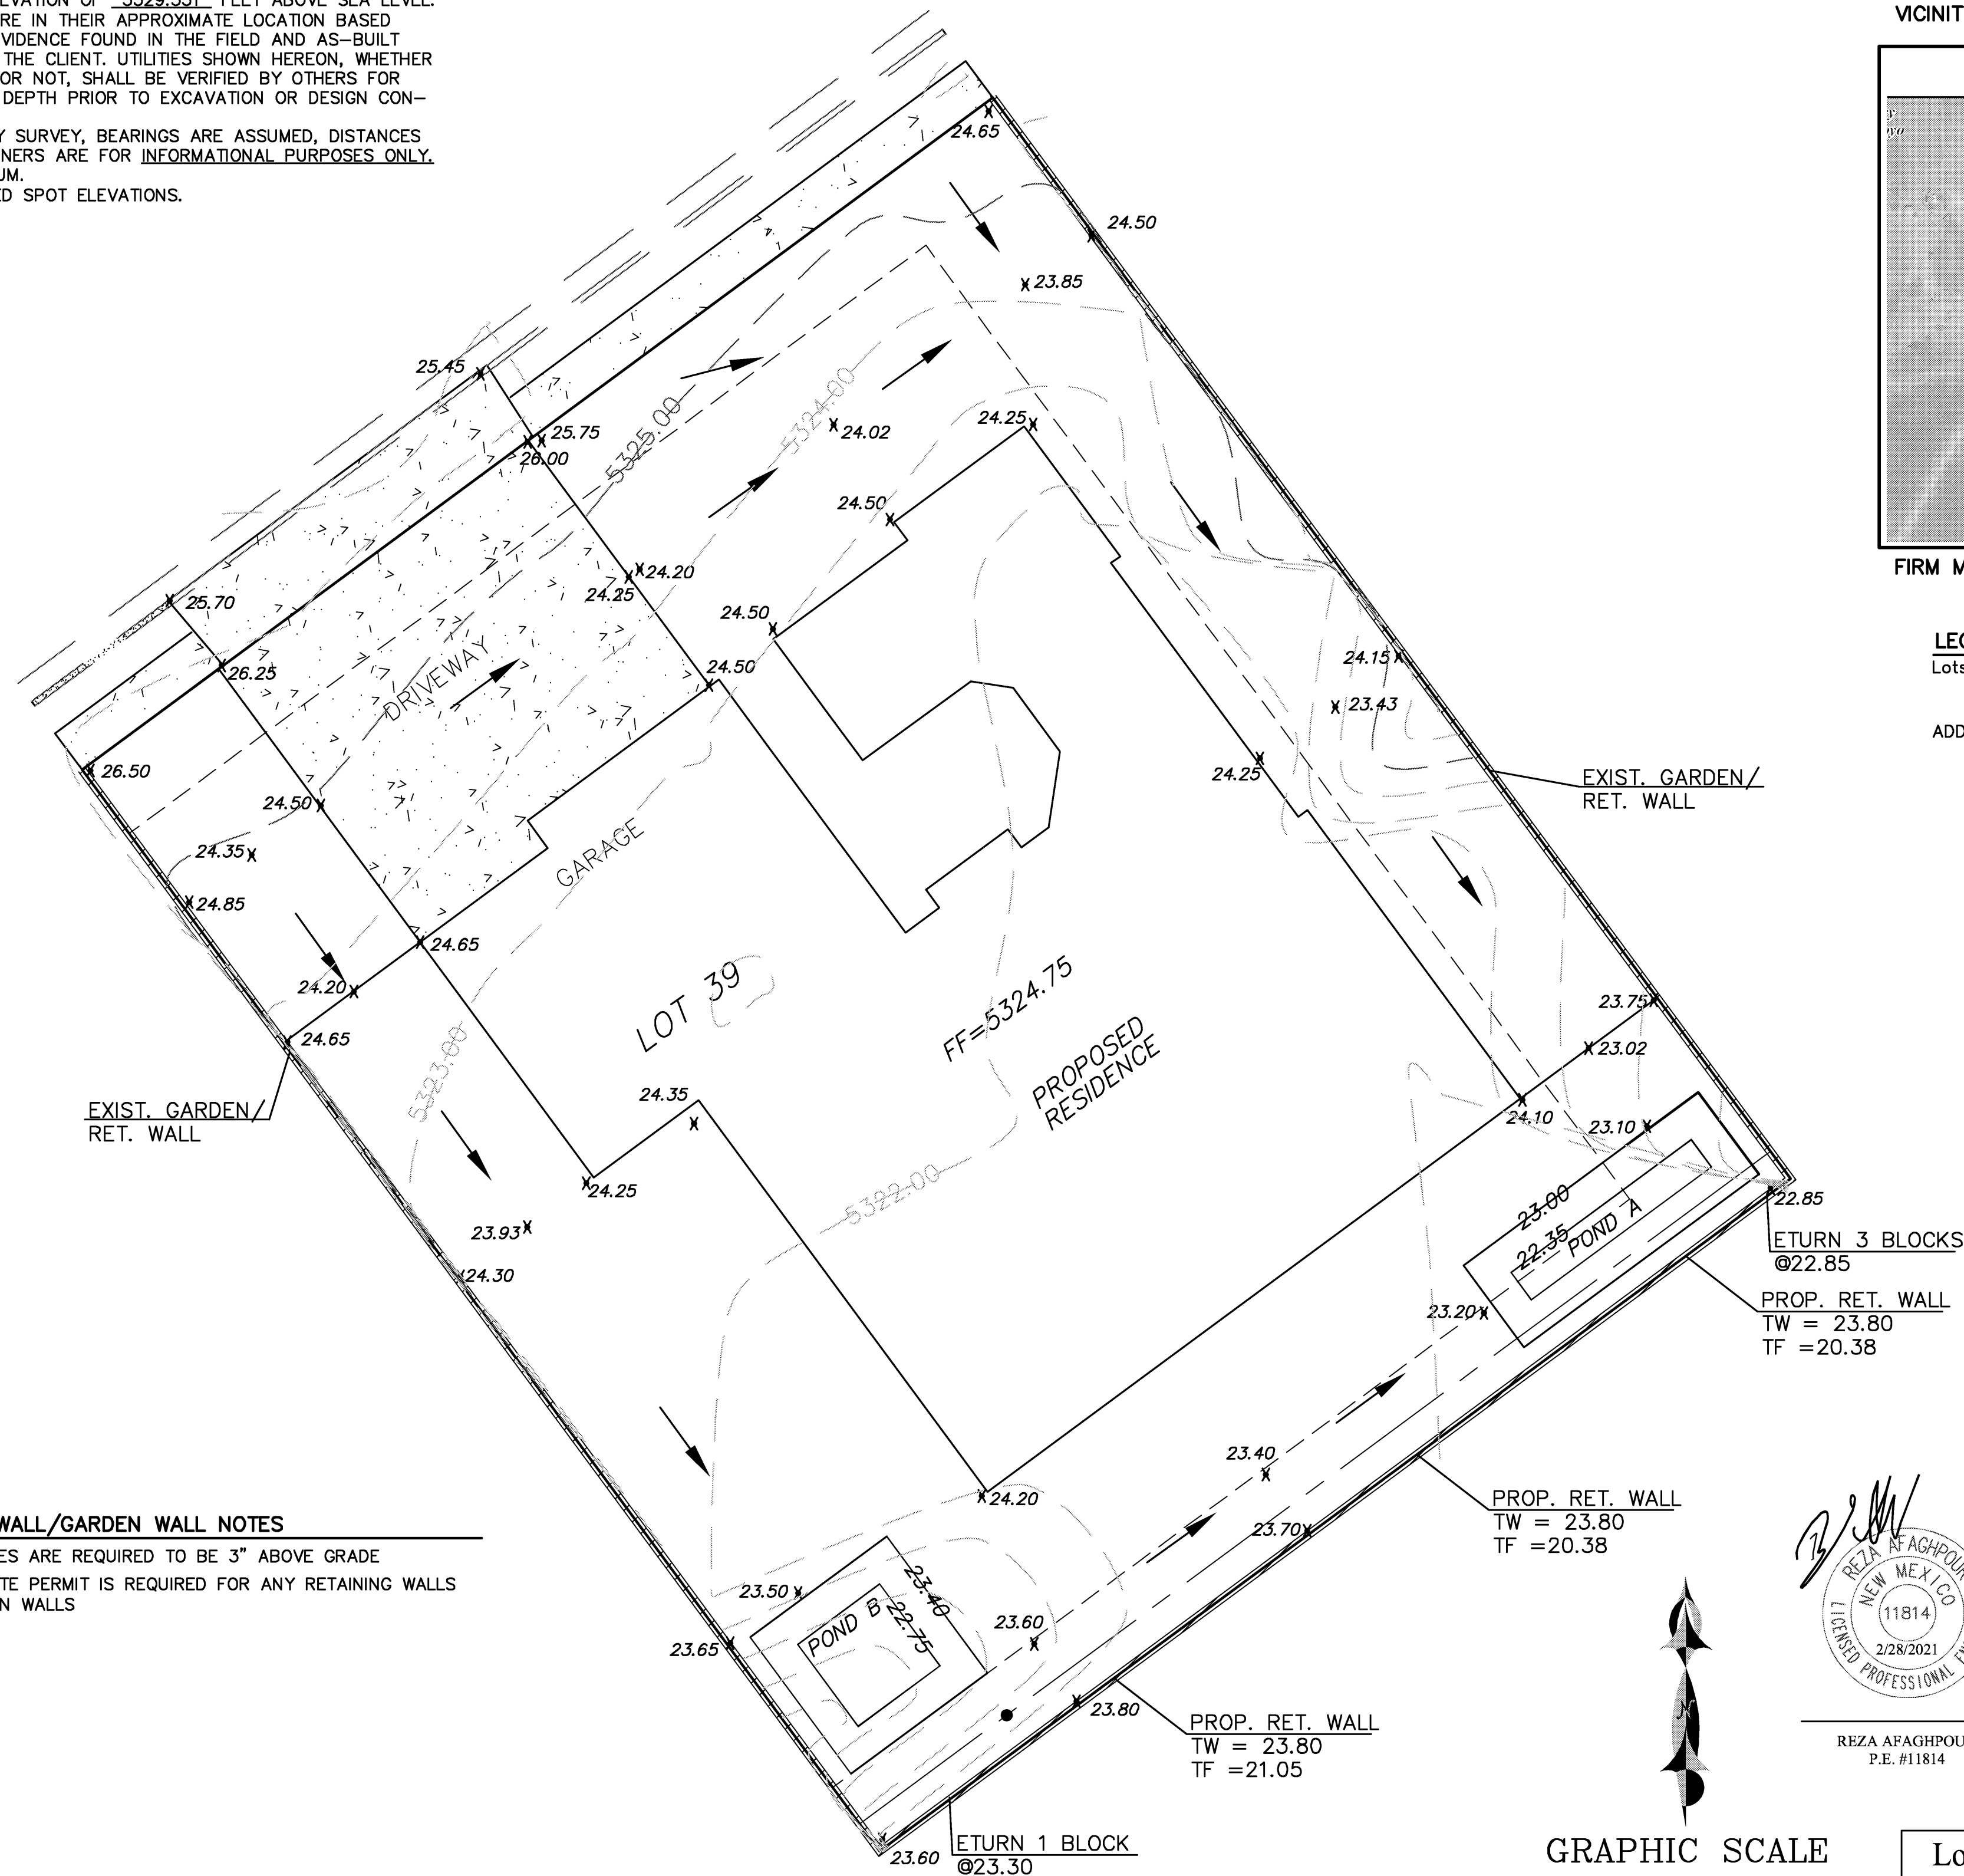 EVATION OF 5329.551 FEET ABOVE SEA LEVEL.
RE IN THEIR APPROXIMATE LOCATION BASED
VIDENCE FOUND IN THE FIELD AND AS-BUILT
THE CLIENT. UTILITIES SHOWN HEREON, WHETHER
OR NOT, SHALL BE VERIFIED BY OTHERS FOR
DEPTH PRIOR TO EXCAVATION OR DESIGN CON-
Y SURVEY, BEARINGS ARE ASSUMED, DISTANCES
NERS ARE FOR INFORMATIONAL PURPOSES ONLY.
UM.
ED SPOT ELEVATIONS.
VICINIT
FIRM M
LEG
Lots
ADD
24.65
24.50
23.85
25.45
25.75
26.00
5325.00
5324.00
24.02
24.25
24.50
24.20
24.25
25.70
24.50
26.25
DRIVEWAY
24.50
24.15
23.43
24.25
26.50
24.50
EXIST. GARDEN/
RET. WALL
24.35
GARAGE
24.85
24.65
24.20
LOT 39
FF=5324.75
PROPOSED
RESIDENCE
24.65
5323.00
23.75
23.02
EXIST. GARDEN/
RET. WALL
24.35
24.10
23.10
24.25
5322.00
23.00
22.35
POND A
22.85
23.93
24.30
ETURN 3 BLOCKS
@22.85
23.20
PROP. RET. WALL
TW = 23.80
TF =20.38
23.40
24.20
23.70
PROP. RET. WALL
TW = 23.80
TF =20.38
WALL/GARDEN WALL NOTES
ES ARE REQUIRED TO BE 3" ABOVE GRADE
TE PERMIT IS REQUIRED FOR ANY RETAINING WALLS
N WALLS
23.50
23.40
POND B
22.75
23.60
23.65
23.80
PROP. RET. WALL
TW = 23.80
TF =21.05
REZA AFAGHPOUR
NEW MEXICO
11814
2/28/2021
LICENSED PROFESSIONAL EN
REZA AFAGHPOU
P.E. #11814
N
ETURN 1 BLOCK
@23.30
23.60
GRAPHIC SCALE
Lo